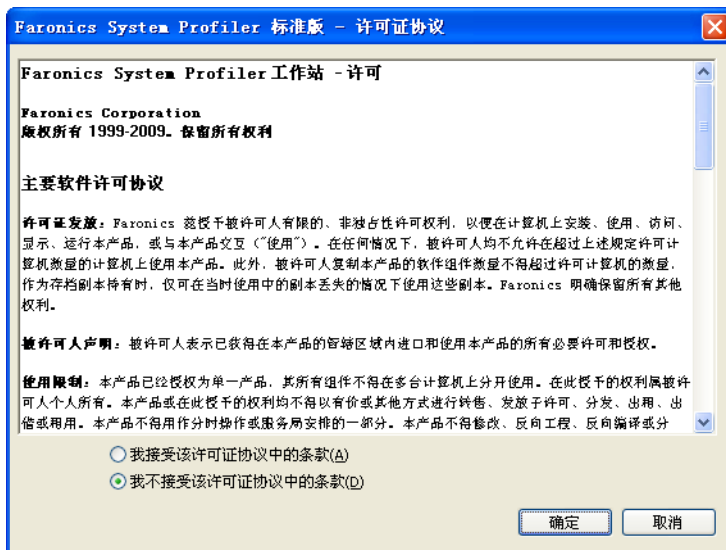 Faronics System Profiler 标准版 - 许可证协议
Faronics System Profiler工作站 -许可
Faronics Corporation
版权所有 1999-2009。保留所有权利
主要软件许可协议
许可证发放：Faronics 兹授予被许可人有限的、非独占性许可权利，以便在计算机上安装、使用、访问、
显示、运行本产品，或与本产品交互（"使用"）。在任何情况下，被许可人均不允许在超过上述规定许可计
算机数量的计算机上使用本产品。此外，被许可人复制本产品的软件组件数量不得超过许可计算机的数量，
作为存档副本持有时，仅可在当时使用中的副本丢失的情况下使用这些副本。Faronics 明确保留所有其他
权利。
被许可人声明：被许可人表示已获得在本产品的管辖区域内进口和使用本产品的所有必要许可和授权。
使用限制：本产品已经授权为单一产品，其所有组件不得在多台计算机上分开使用。在此授予的权利属被许
可人个人所有。本产品或在此授予的权利均不得以有价或其他方式进行转售、发放子许可、分发、出租、出
借或用用。本产品不得用作分时操作或服务局安排的一部分。本产品不得修改、反向工程、反向编译或分
我接受该许可证协议中的条款(A)
我不接受该许可证协议中的条款(D)
确定 取消